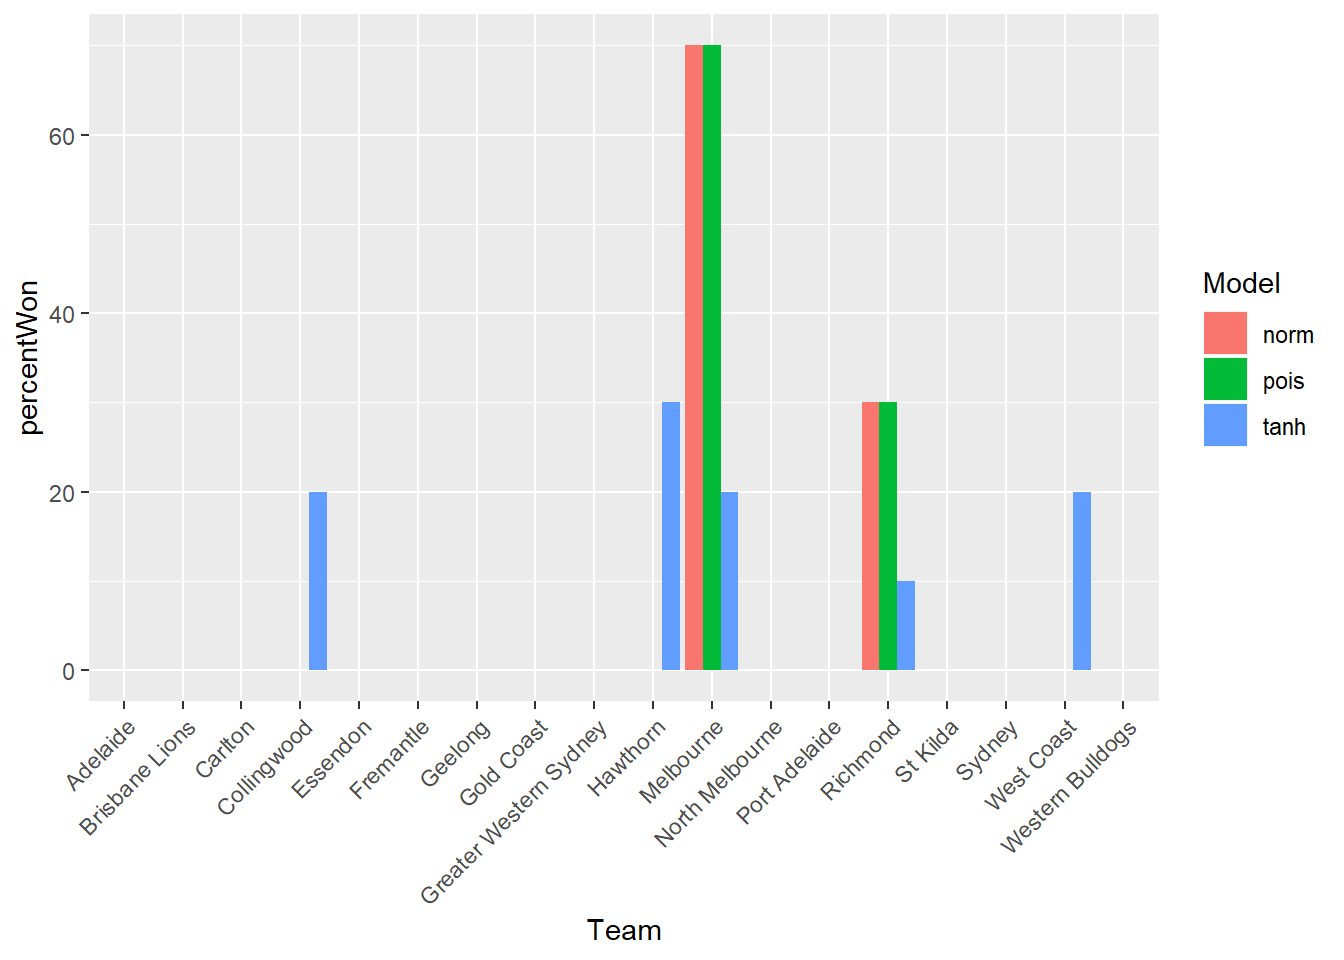 percentWon
60
40
20
0
Adelaide
Brisbane Lions
Carlton
Collingwood
Essendon
Fremantle
Geelong
Gold Coast
Greater Western Sydney
Hawthorn
Melbourne
North Melbourne
Port Adelaide
Richmond
St Kilda
Sydney
West Coast
Western Bulldogs
Team
Model
norm
pois
tanh